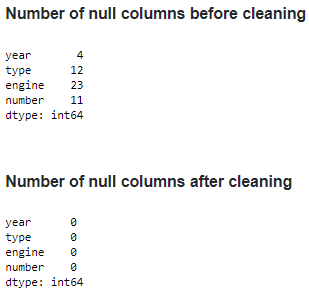 Number of null columns before cleaning
year 4
type 12
engine 23
number 11
dtype: int64
Number of null columns after cleaning
year 0
type 0
engine 0
number 0
dtype: int64